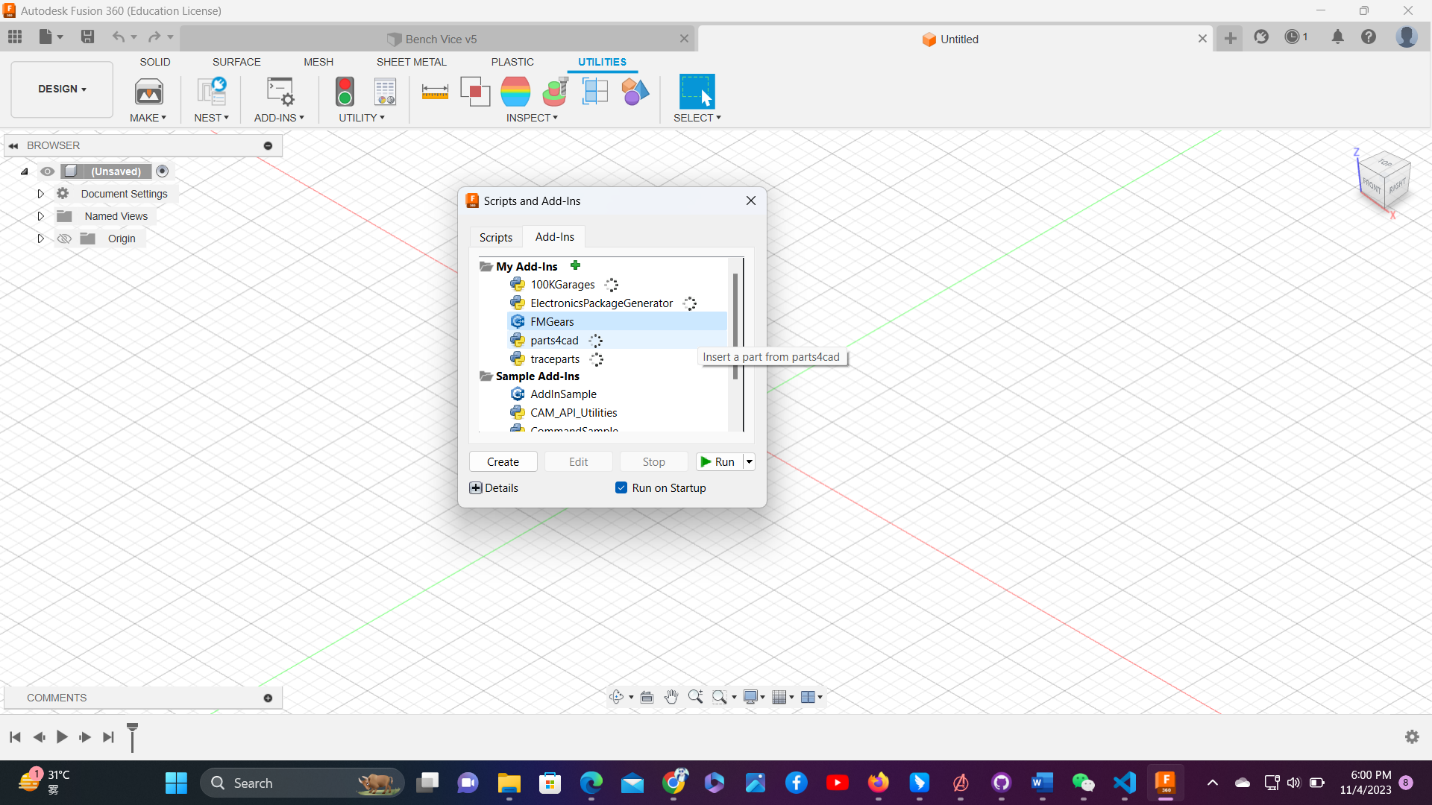 Autodesk Fusion 360 (Education License)
Bench Vice v5
Untitled
1
SOLID SURFACE MESH SHEET METAL PLASTIC UTILITIES
DESIGN
MAKE NEST ADD-INS UTILITY INSPECT SELECT
BROWSER
(Unsaved)
Document Settings
Named Views
Origin
Z
TOP
FRONT
RIGHT
X
Scripts and Add-Ins
Scripts Add-Ins
My Add-Ins
100KGarages
ElectronicsPackageGenerator
FMGears
parts4cad
traceparts
Insert a part from parts4cad
Sample Add-Ins
AddInSample
CAM_API_Utilities
CommandSample
Create Edit Stop Run
Details Run on Startup
COMMENTS
1
31°C
雾
Search
6:00 PM
11/4/2023
8